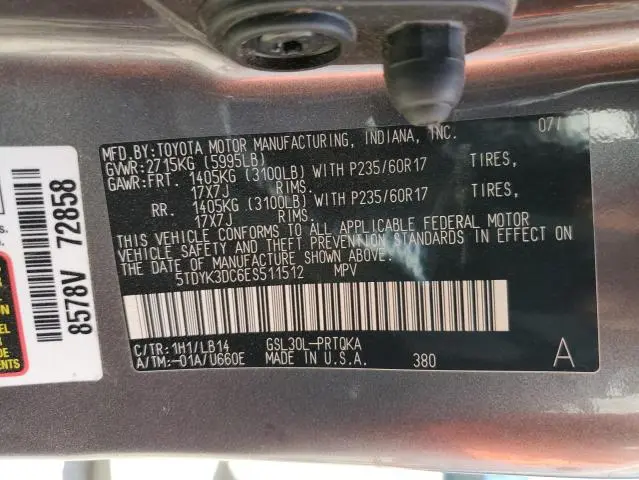 MFD.BY:TOYOTA MOTOR MANUFACTURING, INDIANA, INC. 07/
GVWR:2715KG (5995LB)
GAWR:FRT. 1405KG (3100LB) WITH P235/60R17 TIRES,
17X7J RIMS.
RR. 1405KG (3100LB) WITH P235/60R17 TIRES,
17X7J RIMS.
THIS VEHICLE CONFORMS TO ALL APPLICABLE FEDERAL MOTOR
VEHICLE SAFETY AND THEFT PREVENTION STANDARDS IN EFFECT ON
THE DATE OF MANUFACTURE SHOWN ABOVE.
5TDYK3DC6ES511512 MPV
C/TR:1H1/LB14 GSL30L-PRTQKA
A/TM:-01A/U660E MADE IN U.S.A. 380 A
8578V 72858